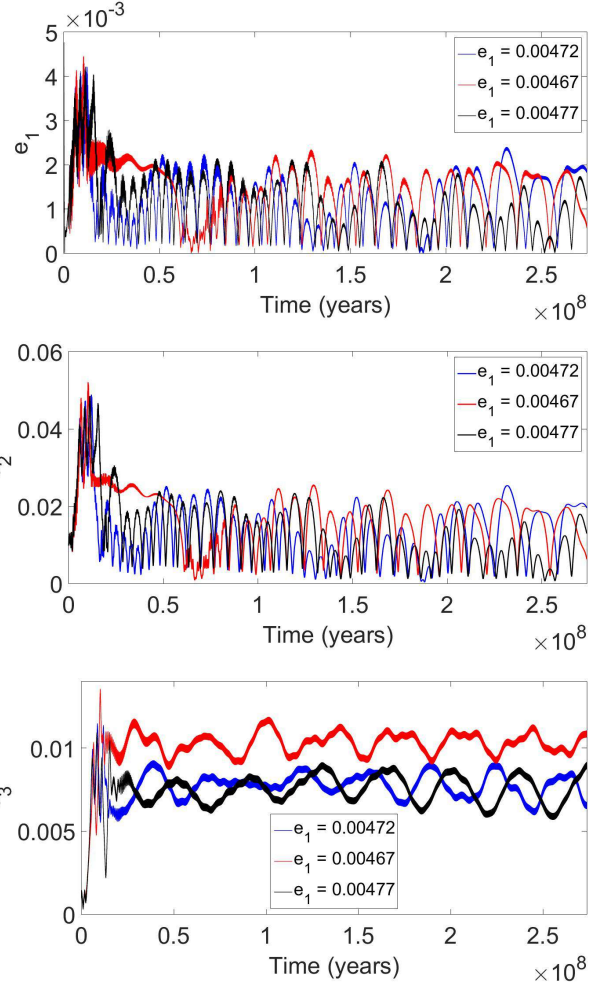 ×10⁻³
5
4
3
2
1
0
e₁
e₁ = 0.00472
e₁ = 0.00467
e₁ = 0.00477
0 0.5 1 1.5 2 2.5
Time (years)
×10⁸
0.06
0.04
0.02
0
2
e₁ = 0.00472
e₁ = 0.00467
e₁ = 0.00477
0 0.5 1 1.5 2 2.5
Time (years)
×10⁸
0.01
0.005
0
3
e₁ = 0.00472
e₁ = 0.00467
e₁ = 0.00477
0 0.5 1 1.5 2 2.5
Time (years)
×10⁸